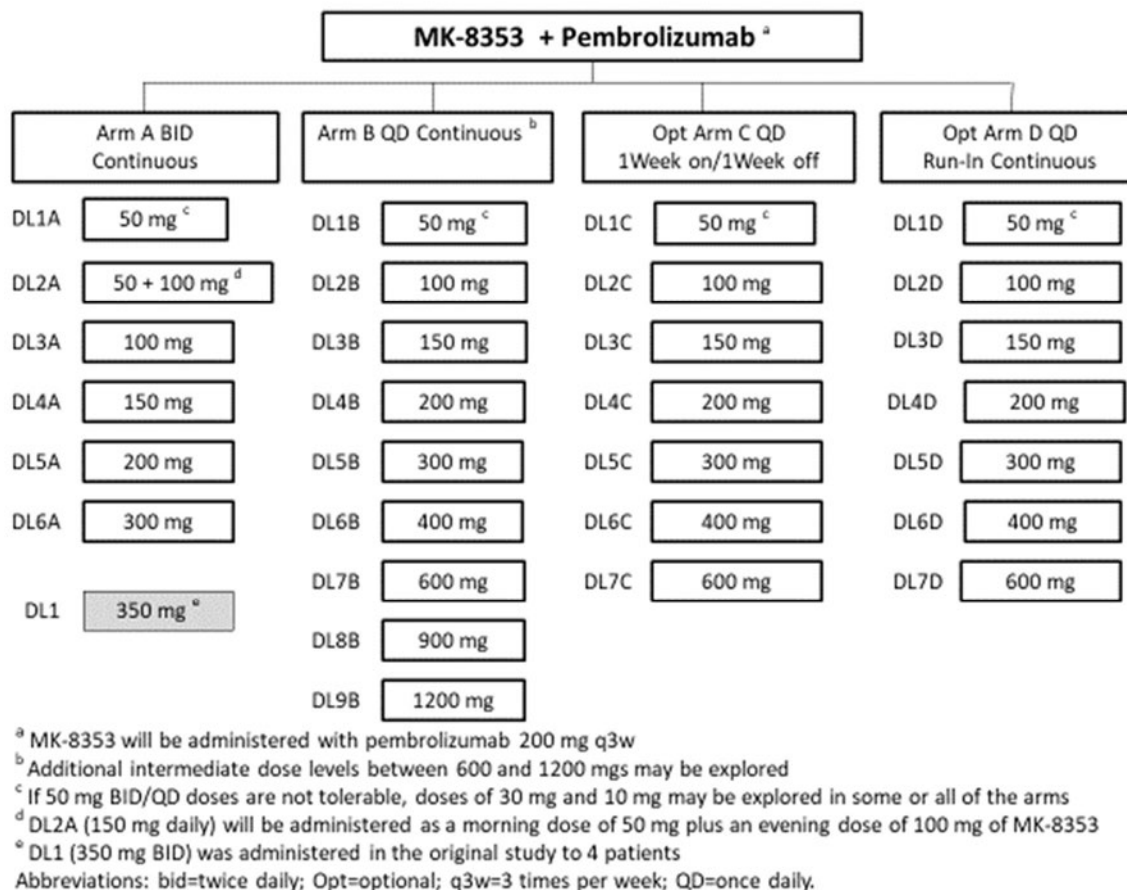 MK-8353 + Pembrolizumab a
Arm A BID
Continuous
Arm B QD Continuous b
Opt Arm C QD
1Week on/1Week off
Opt Arm D QD
Run-In Continuous
DL1A 50 mg c
DL2A 50 + 100 mg d
DL3A 100 mg
DL4A 150 mg
DL5A 200 mg
DL6A 300 mg
DL1 350 mg e
DL1B 50 mg c
DL2B 100 mg
DL3B 150 mg
DL4B 200 mg
DL5B 300 mg
DL6B 400 mg
DL7B 600 mg
DL8B 900 mg
DL9B 1200 mg
DL1C 50 mg c
DL2C 100 mg
DL3C 150 mg
DL4C 200 mg
DL5C 300 mg
DL6C 400 mg
DL7C 600 mg
DL1D 50 mg c
DL2D 100 mg
DL3D 150 mg
DL4D 200 mg
DL5D 300 mg
DL6D 400 mg
DL7D 600 mg
a MK-8353 will be administered with pembrolizumab 200 mg q3w
b Additional intermediate dose levels between 600 and 1200 mgs may be explored
c If 50 mg BID/QD doses are not tolerable, doses of 30 mg and 10 mg may be explored in some or all of the arms
d DL2A (150 mg daily) will be administered as a morning dose of 50 mg plus an evening dose of 100 mg of MK-8353
e DL1 (350 mg BID) was administered in the original study to 4 patients
Abbreviations: bid=twice daily; Opt=optional; q3w=3 times per week; QD=once daily.